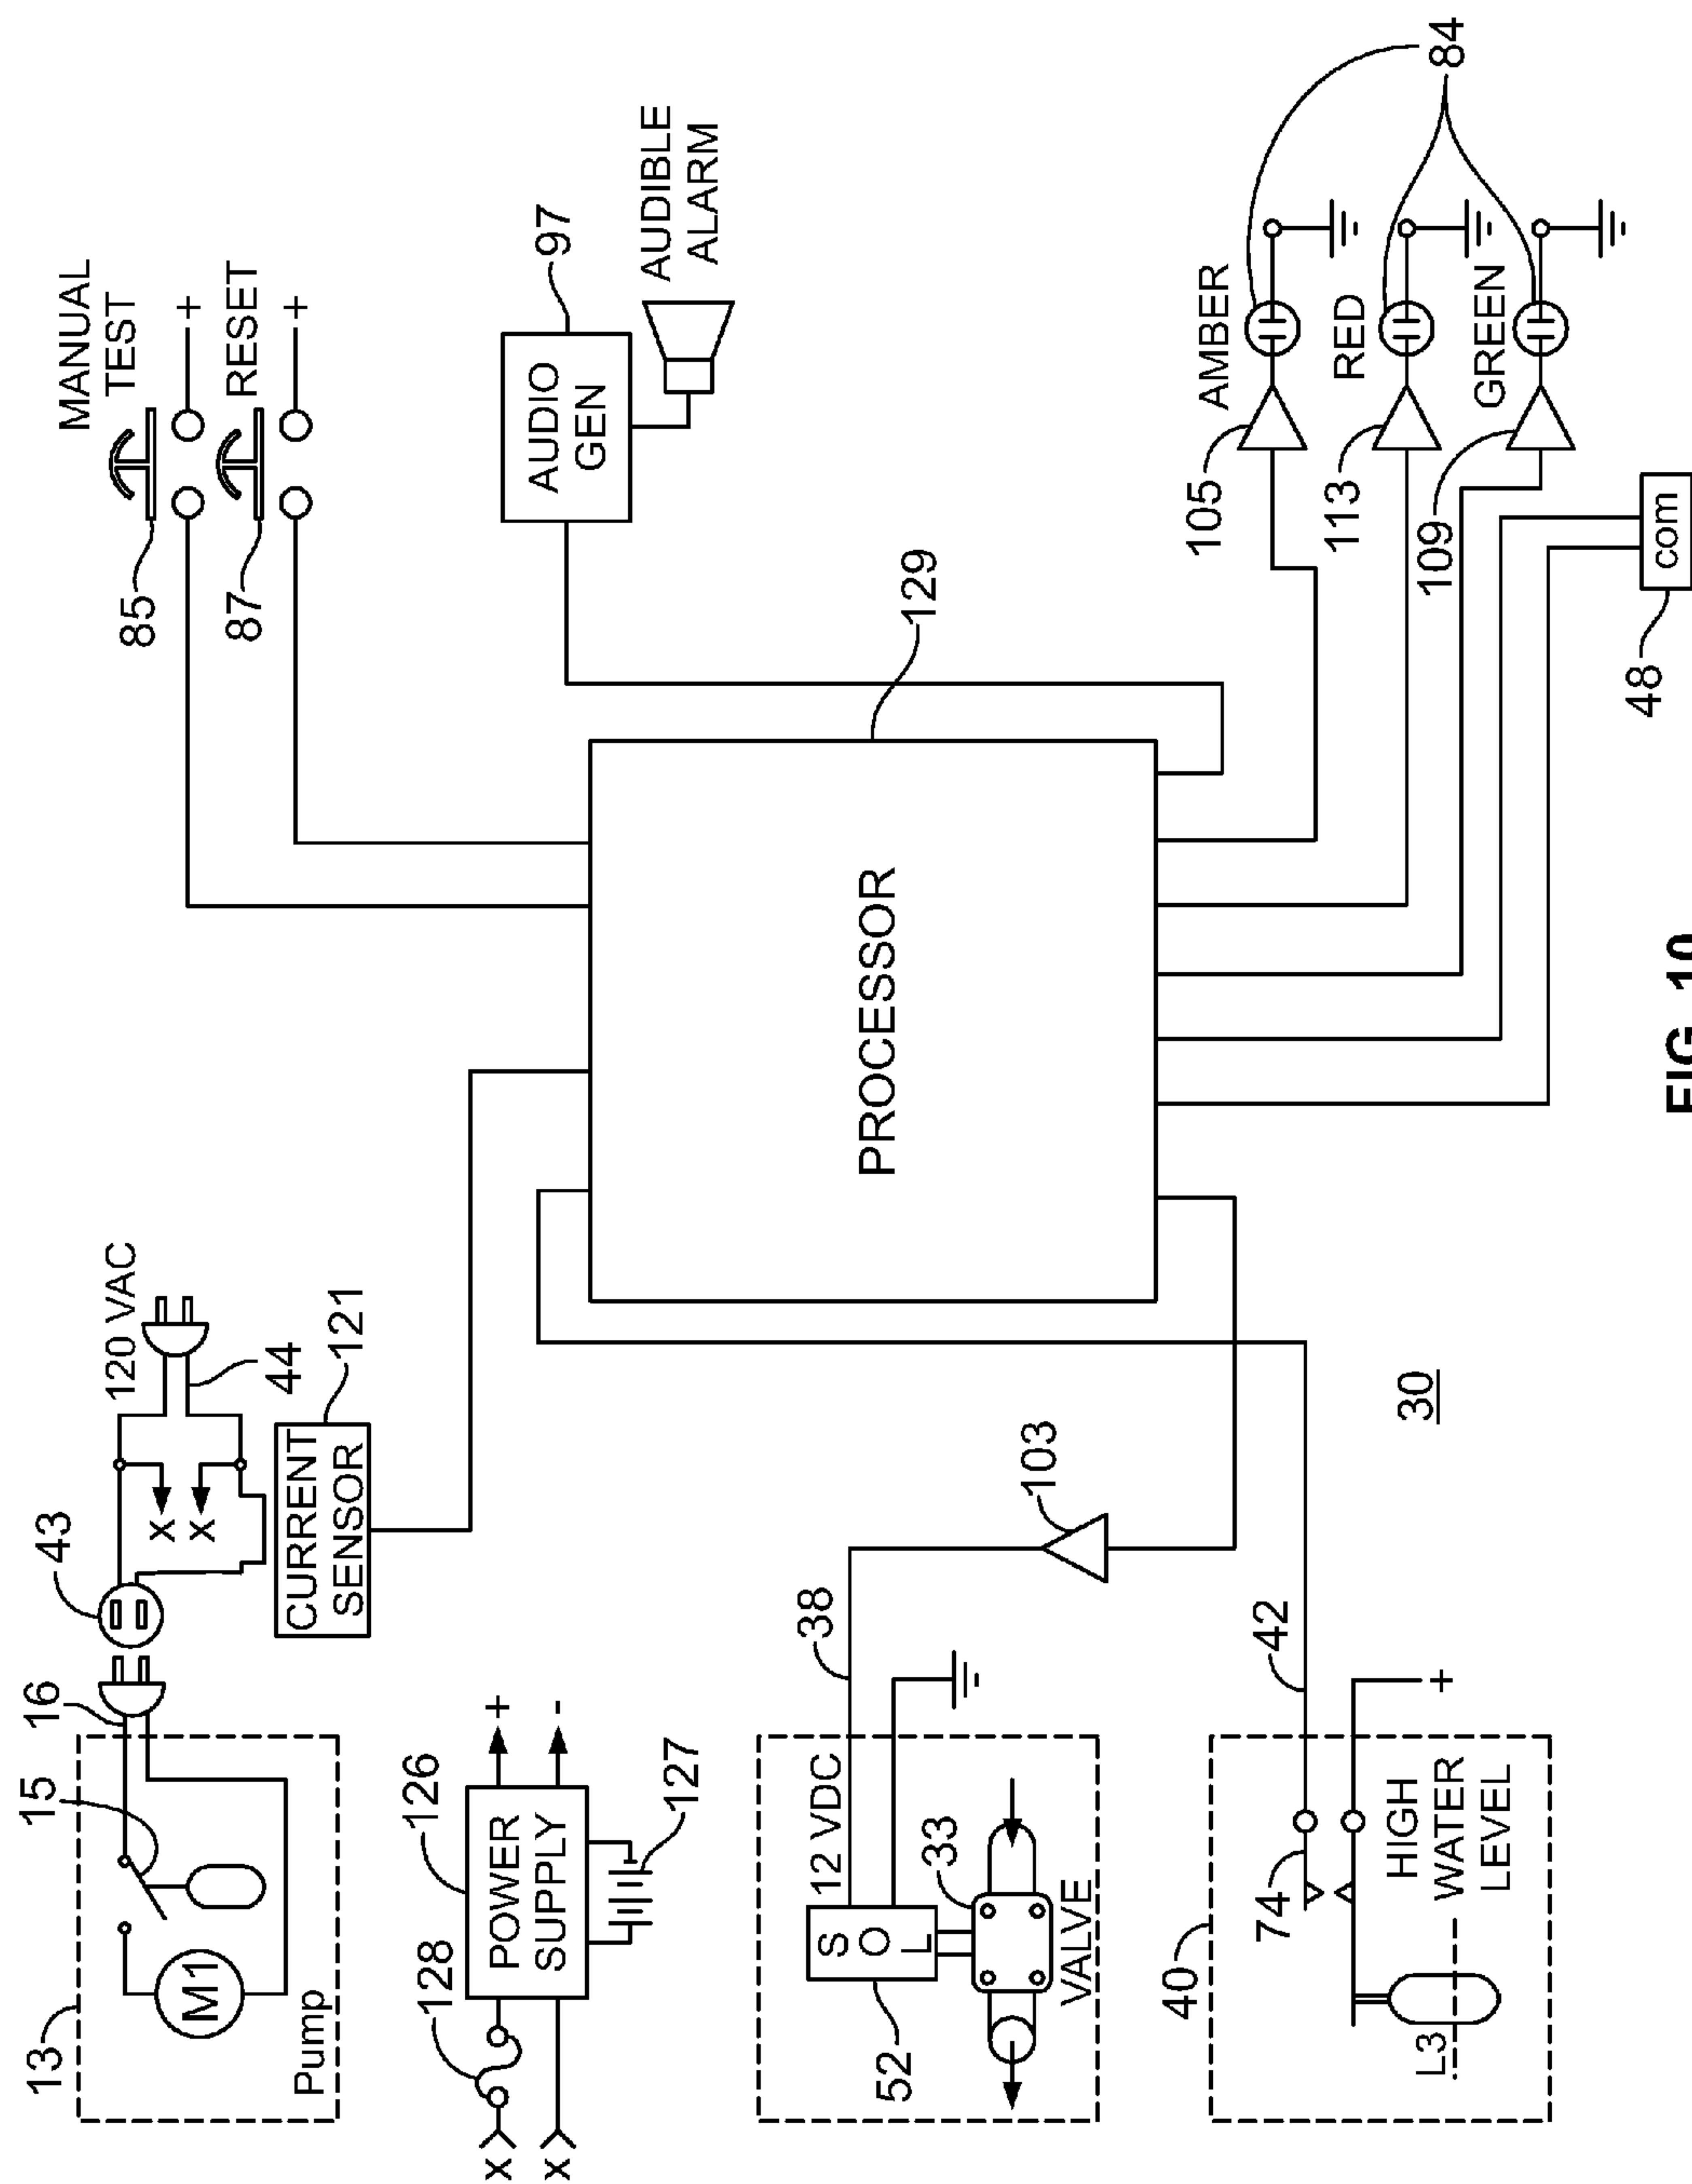 13
15
16
43
120 VAC
44
M1
Pump
X
X
CURRENT
SENSOR
121
MANUAL
TEST
+
85
RESET
+
87
128
126
X
X
POWER
SUPPLY
+
-
127
AUDIO
GEN
97
AUDIBLE
ALARM
PROCESSOR
129
52
SOL
12 VDC
38
33
VALVE
103
40
74
42
HIGH
WATER
LEVEL
+
L3
30
105
AMBER
113
RED
109
GREEN
84
48
com
FIG. 10